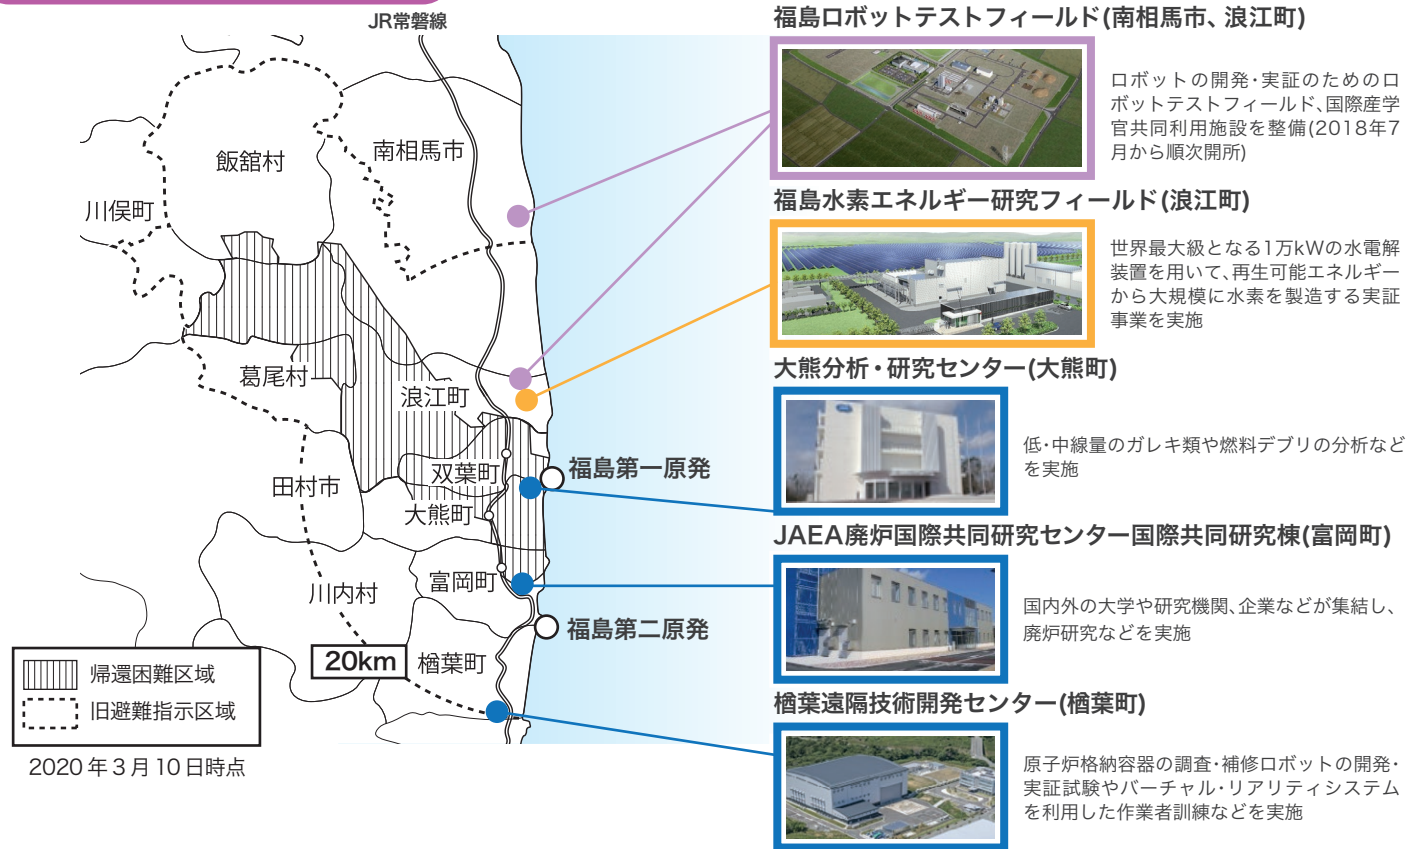 JR常磐線
福島ロボットテストフィールド(南相馬市、浪江町)
ロボットの開発・実証のためのロ
ボットテストフィールド、国際産学
官共同利用施設を整備(2018年7
月から順次開所)
南相馬市
飯舘村
川俣町
福島水素エネルギー研究フィールド(浪江町)
世界最大級となる1万kWの水電解
装置を用いて、再生可能エネルギー
から大規模に水素を製造する実証
事業を実施
葛尾村
浪江町
大熊分析・研究センター(大熊町)
低・中線量のガレキ類や燃料デブリの分析など
を実施
双葉町
福島第一原発
田村市
大熊町
JAEA廃炉国際共同研究センター国際共同研究棟(富岡町)
国内外の大学や研究機関、企業などが集結し、
廃炉研究などを実施
富岡町
川内村
福島第二原発
20km
楢葉町
楢葉遠隔技術開発センター(楢葉町)
原子炉格納容器の調査・補修ロボットの開発・
実証試験やバーチャル・リアリティシステム
を利用した作業者訓練などを実施
帰還困難区域
旧避難指示区域
2020年3月10日時点